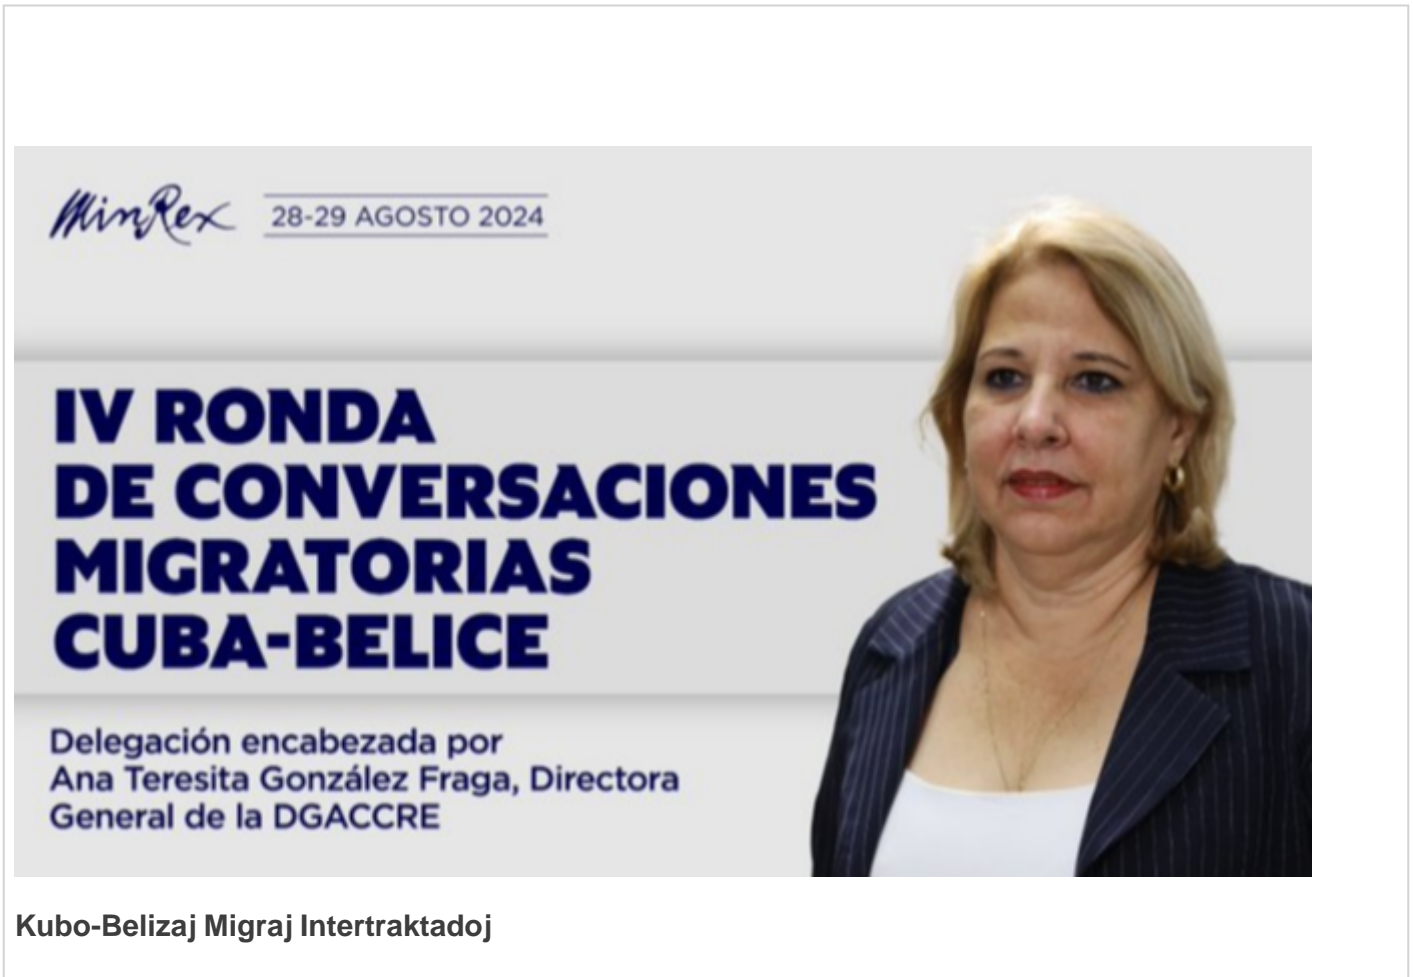 MinRex
28-29 AGOSTO 2024
IV RONDA
DE CONVERSACIONES
MIGRATORIAS
CUBA-BELICE
Delegación encabezada por
Ana Teresita González Fraga, Directora
General de la DGACCRE
Kubo-Belizaj Migraj Intertraktadoj